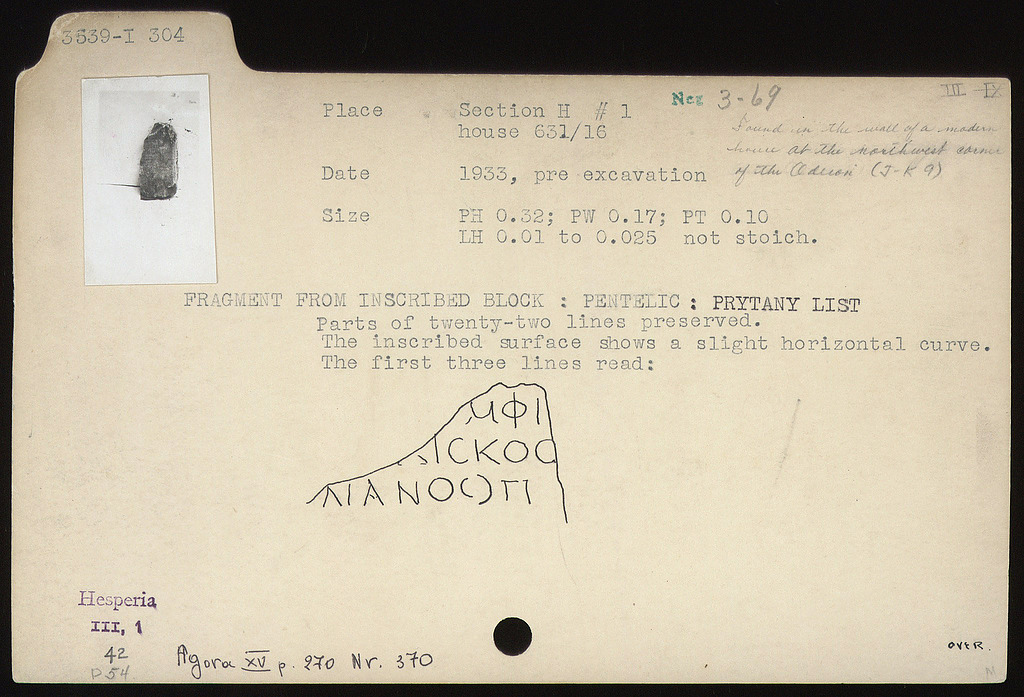 3639-I 304
III IX
Place Section H # 1 Neg 3-69
house 631/16
Found in the wall of a modern
house at the northwest corner
of the Odeion (J-K 9)
Date 1933, pre excavation
Size PH 0.32; PW 0.17; PT 0.10
LH 0.01 to 0.025 not stoich.
FRAGMENT FROM INSCRIBED BLOCK : PENTELIC : PRYTANY LIST
Parts of twenty-two lines preserved.
The inscribed surface shows a slight horizontal curve.
The first three lines read:
ΜΦΙ
ΙϹΚΟϹ
ΛΙΑΝΟϹ Π
Hesperia
III, 1
42
P 54
Agora XV p. 270 Nr. 370
OVER.
N